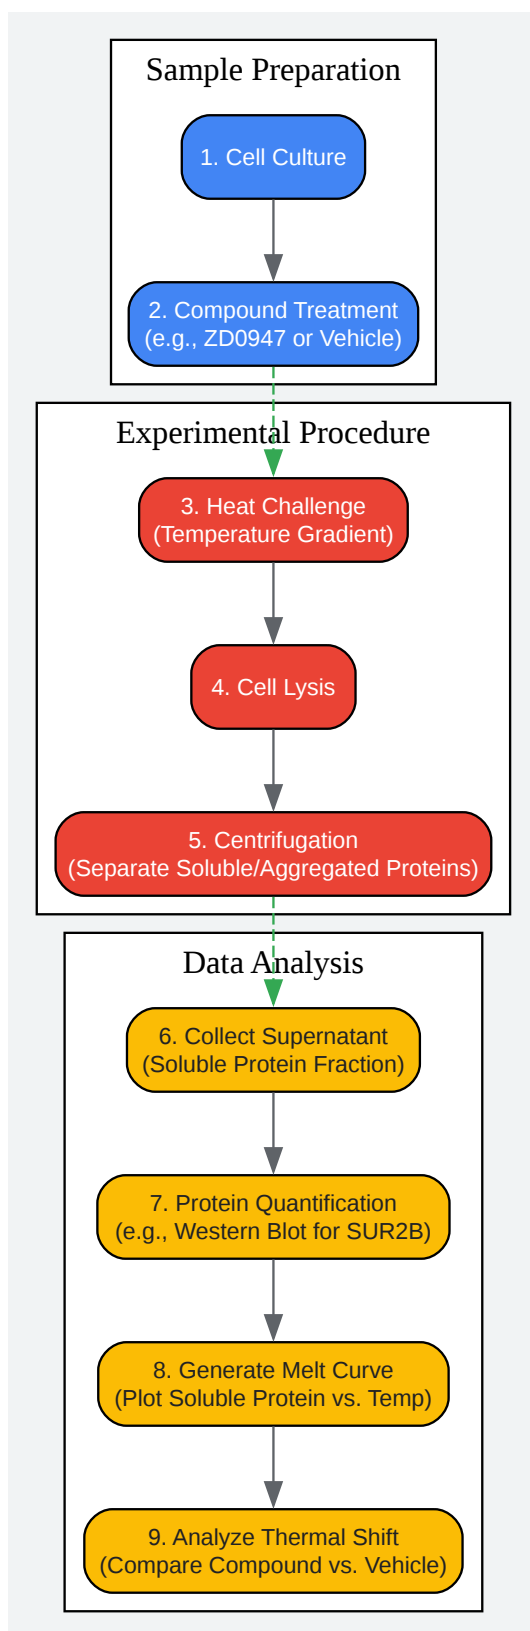 Sample Preparation
1. Cell Culture
2. Compound Treatment
(e.g., ZD0947 or Vehicle)
Experimental Procedure
3. Heat Challenge
(Temperature Gradient)
4. Cell Lysis
5. Centrifugation
(Separate Soluble/Aggregated Proteins)
Data Analysis
6. Collect Supernatant
(Soluble Protein Fraction)
7. Protein Quantification
(e.g., Western Blot for SUR2B)
8. Generate Melt Curve
(Plot Soluble Protein vs. Temp)
9. Analyze Thermal Shift
(Compare Compound vs. Vehicle)